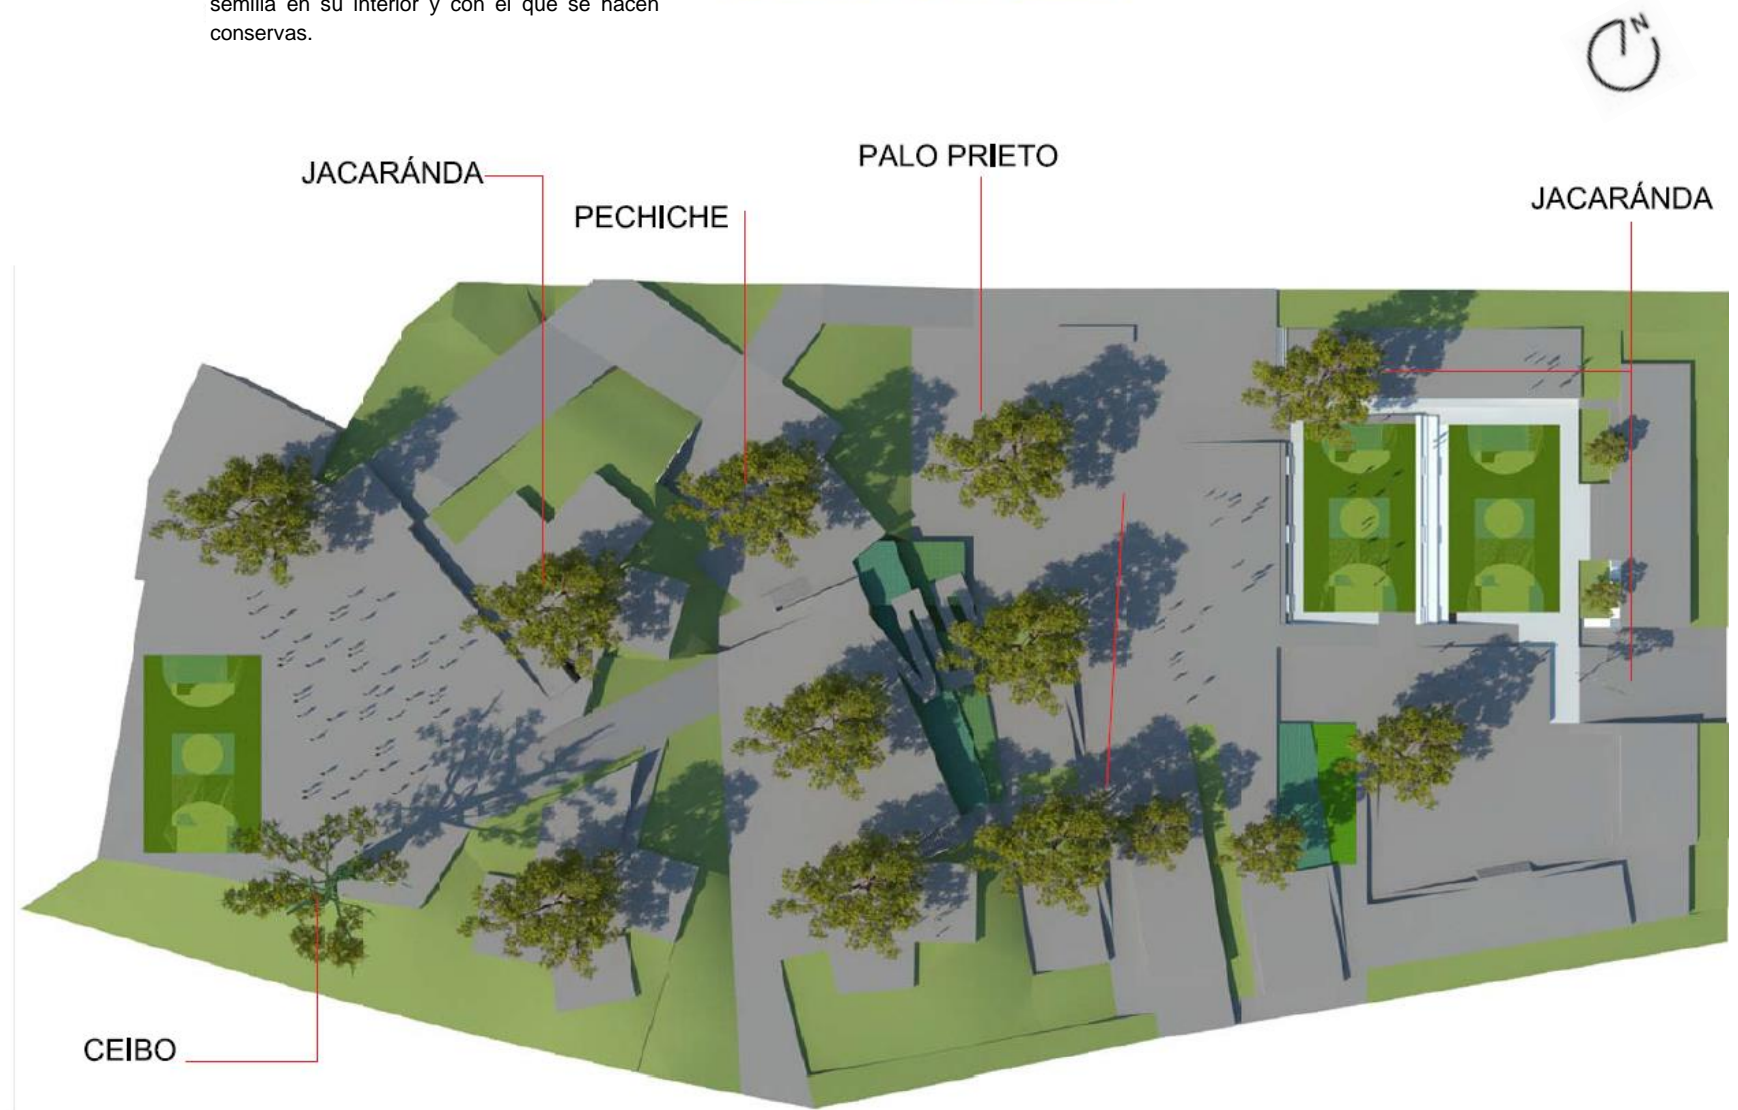 semilla en su interior y con el que se hacen
conservas.
N
PALO PRIETO
JACARÁNDA
JACARÁNDA
PECHICHE
CEIBO